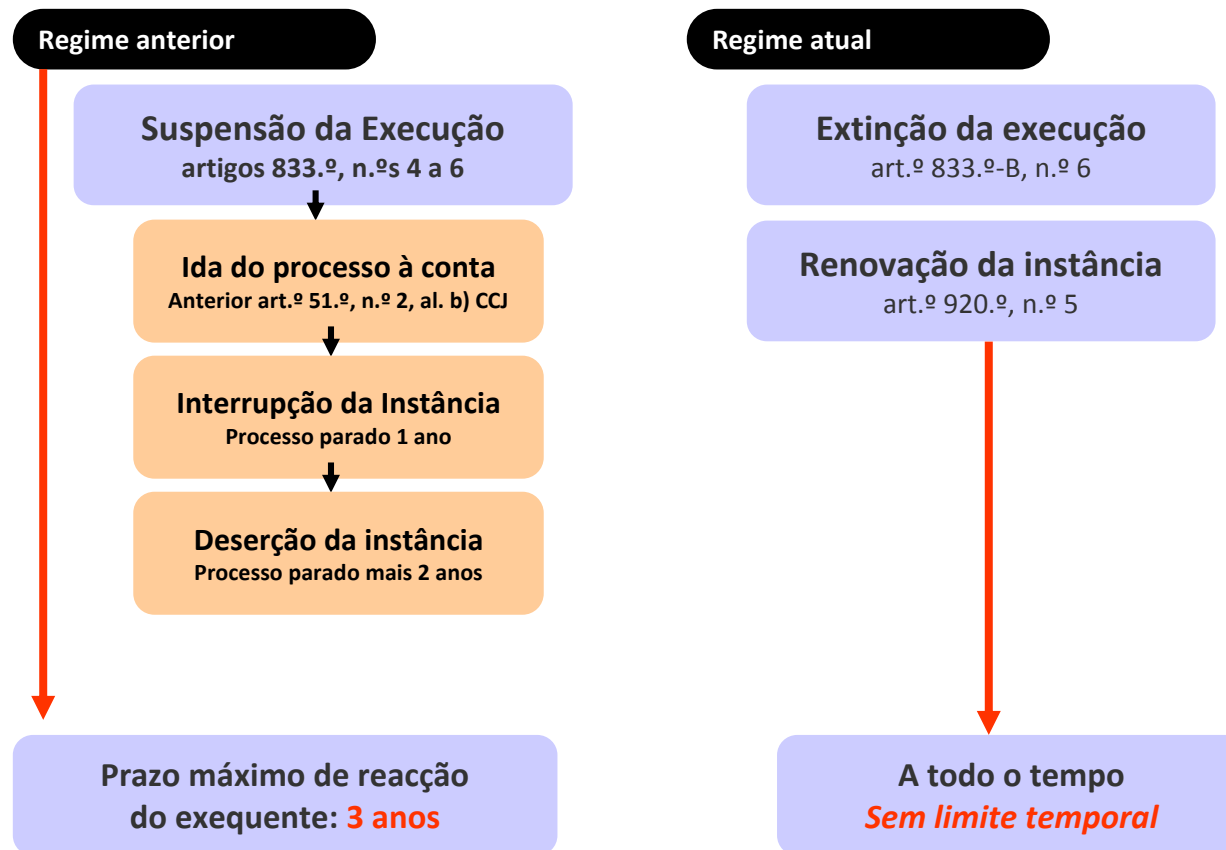 Regime anterior
Suspensão da Execução
artigos 833.º, n.ºs 4 a 6
Ida do processo à conta
Anterior art.º 51.º, n.º 2, al. b) CCJ
Interrupção da Instância
Processo parado 1 ano
Deserção da instância
Processo parado mais 2 anos
Prazo máximo de reacção
do exequente: 3 anos
Regime atual
Extinção da execução
art.º 833.º-B, n.º 6
Renovação da instância
art.º 920.º, n.º 5
A todo o tempo
Sem limite temporal